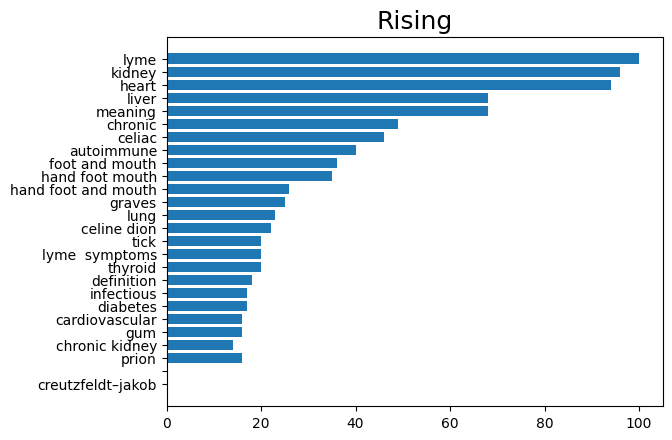 Rising
lyme
kidney
heart
liver
meaning
chronic
celiac
autoimmune
foot and mouth
hand foot mouth
hand foot and mouth
graves
lung
celine dion
tick
lyme  symptoms
thyroid
definition
infectious
diabetes
cardiovascular
gum
chronic kidney
prion
creutzfeldt–jakob
0 20 40 60 80 100